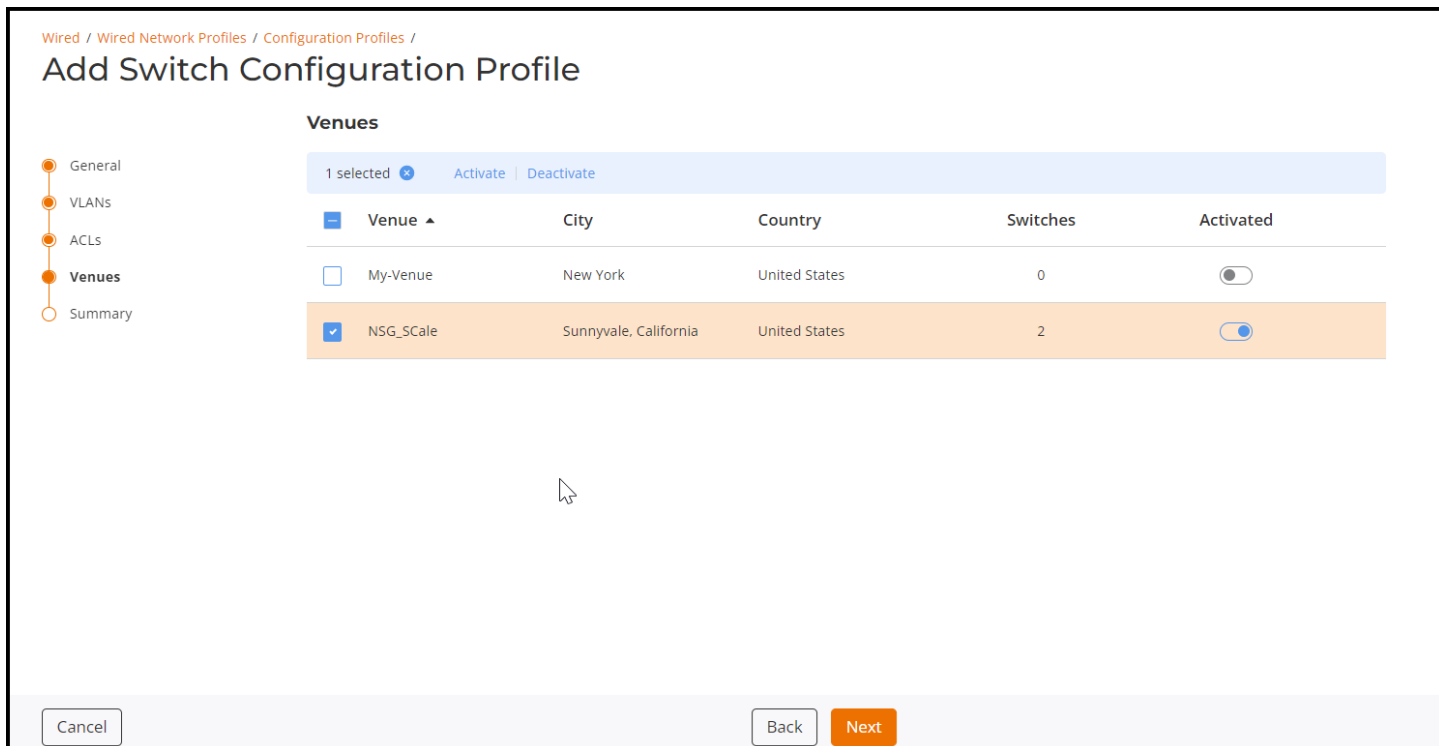 Wired / Wired Network Profiles / Configuration Profiles /
Add Switch Configuration Profile
General
VLANs
ACLs
Venues
Summary
Venues
1 selected Activate | Deactivate
Venue City Country Switches Activated
My-Venue New York United States 0
NSG_SCale Sunnyvale, California United States 2
Cancel Back Next